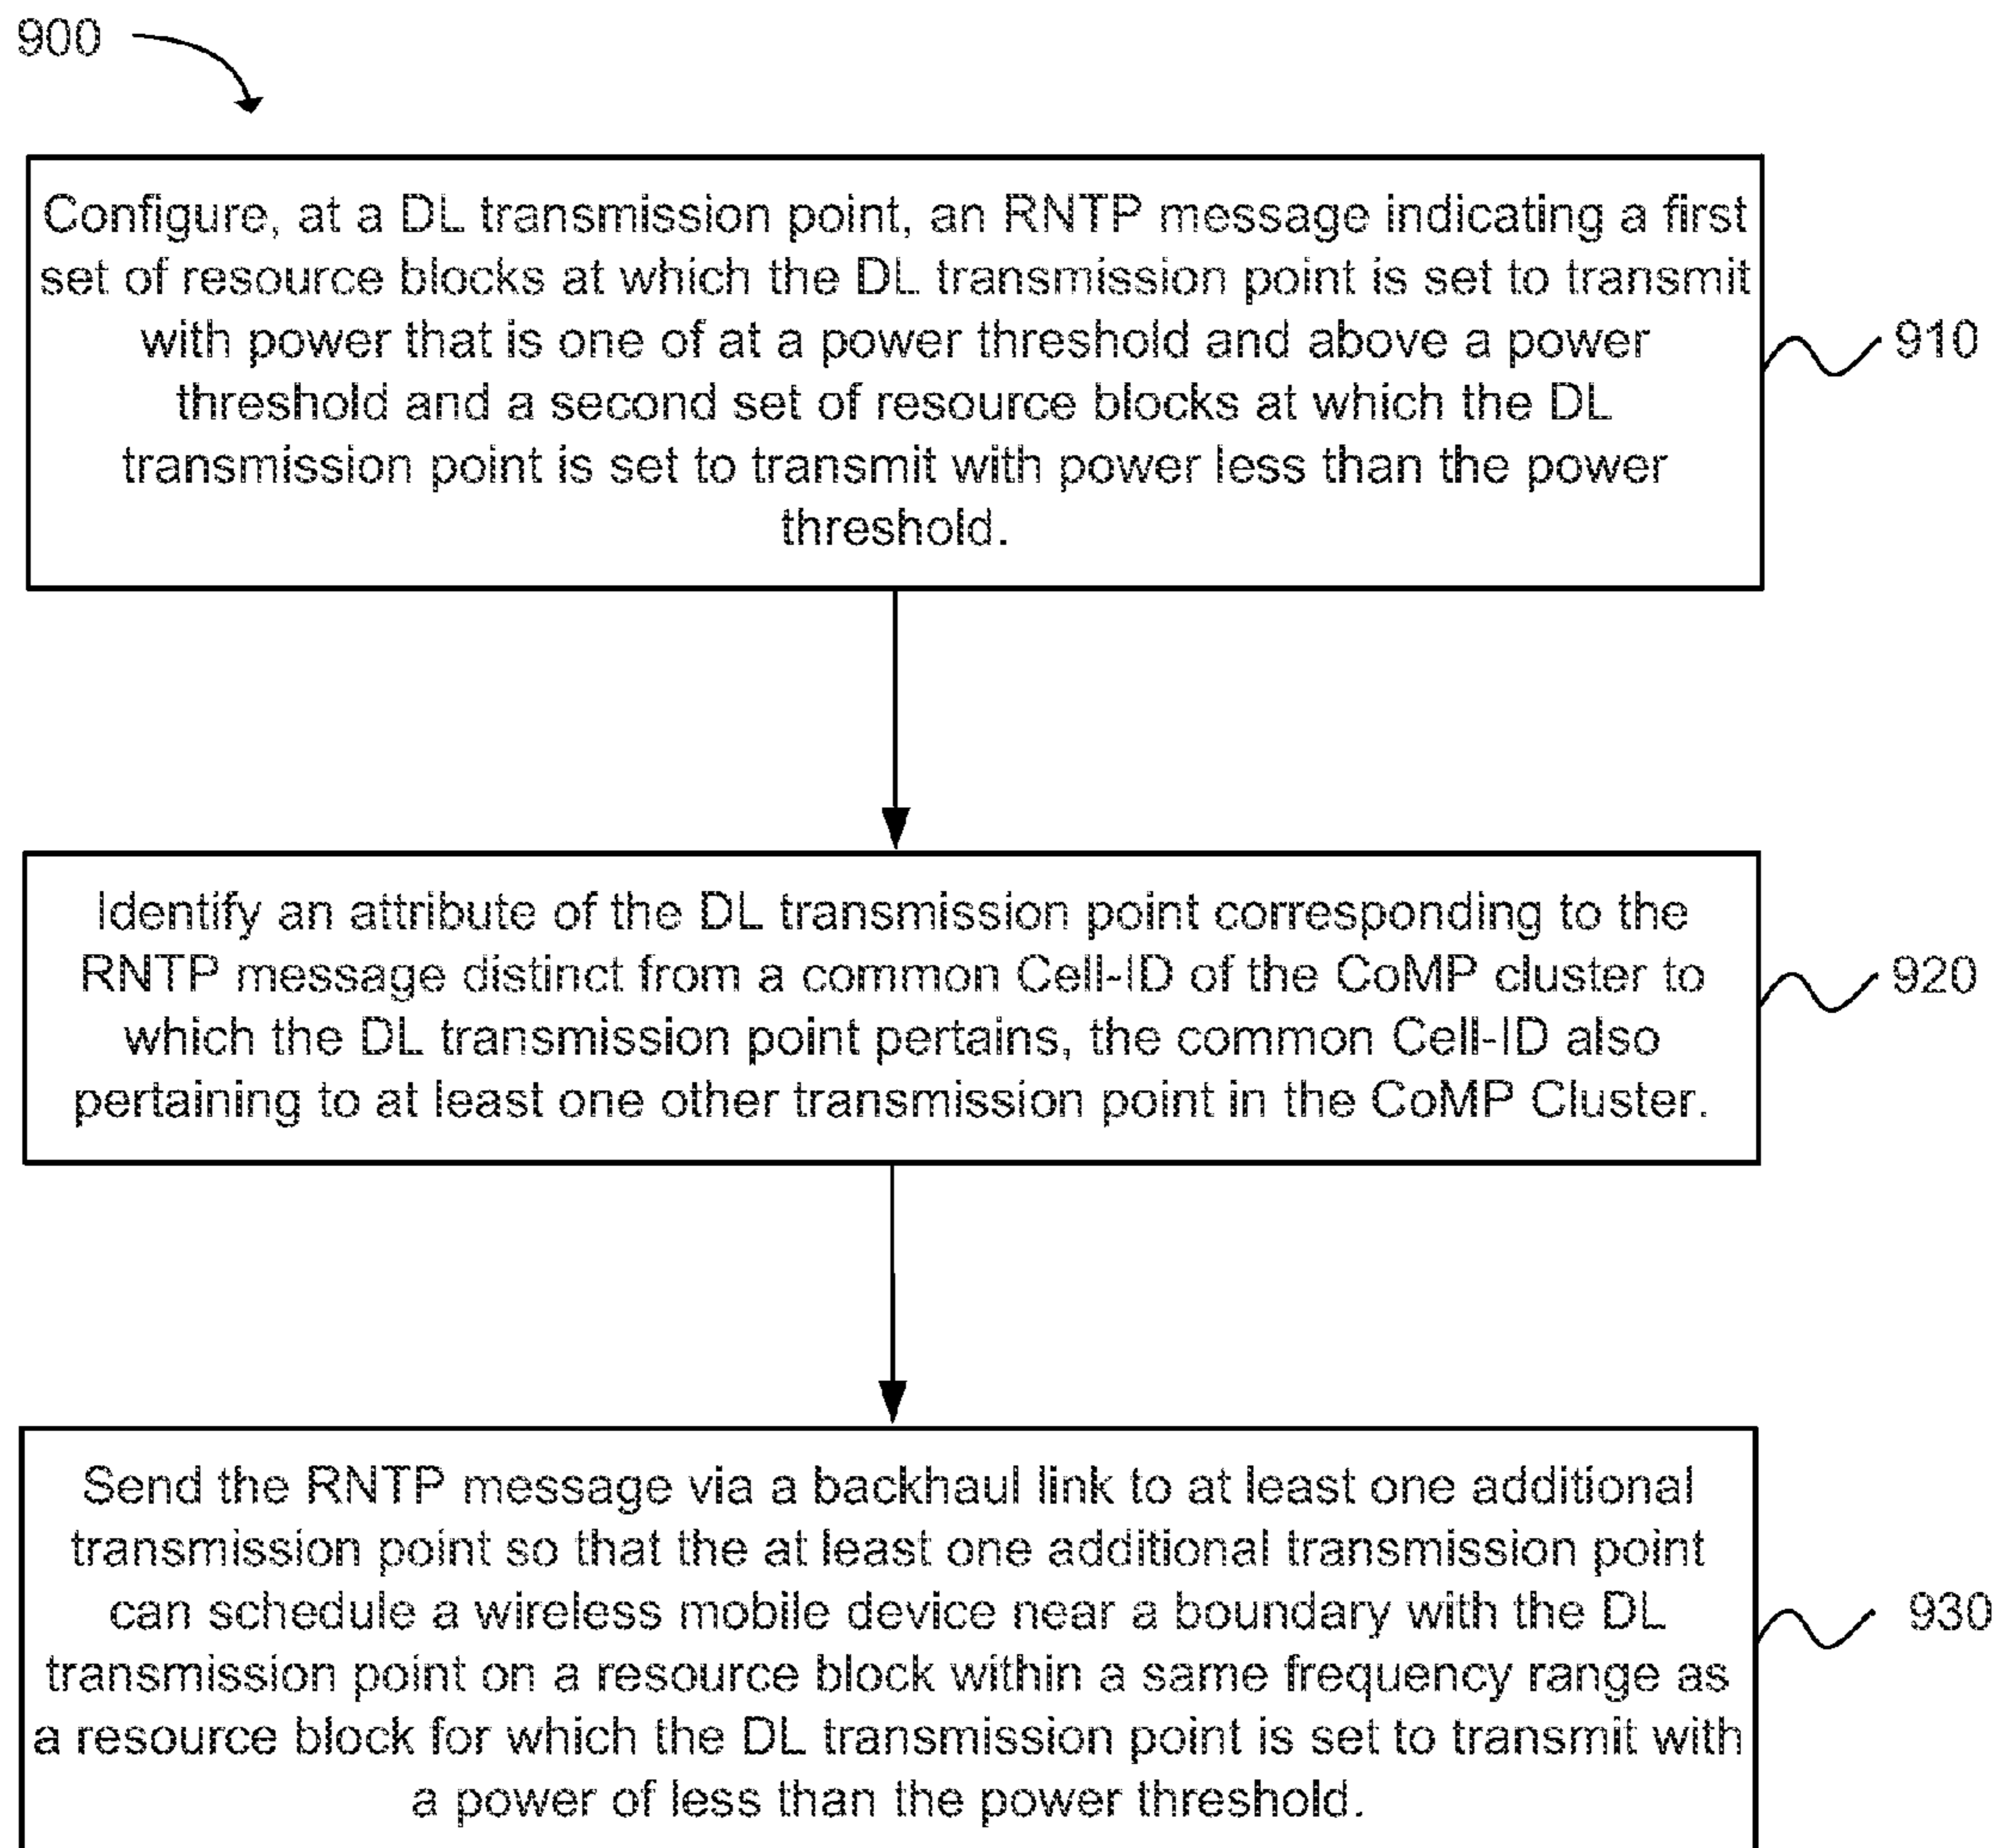 900
Configure, at a DL transmission point, an RNTP message indicating a first
set of resource blocks at which the DL transmission point is set to transmit
with power that is one of at a power threshold and above a power
threshold and a second set of resource blocks at which the DL
transmission point is set to transmit with power less than the power
threshold.
910
Identify an attribute of the DL transmission point corresponding to the
RNTP message distinct from a common Cell-ID of the CoMP cluster to
which the DL transmission point pertains, the common Cell-ID also
pertaining to at least one other transmission point in the CoMP Cluster.
920
Send the RNTP message via a backhaul link to at least one additional
transmission point so that the at least one additional transmission point
can schedule a wireless mobile device near a boundary with the DL
transmission point on a resource block within a same frequency range as
a resource block for which the DL transmission point is set to transmit with
a power of less than the power threshold.
930